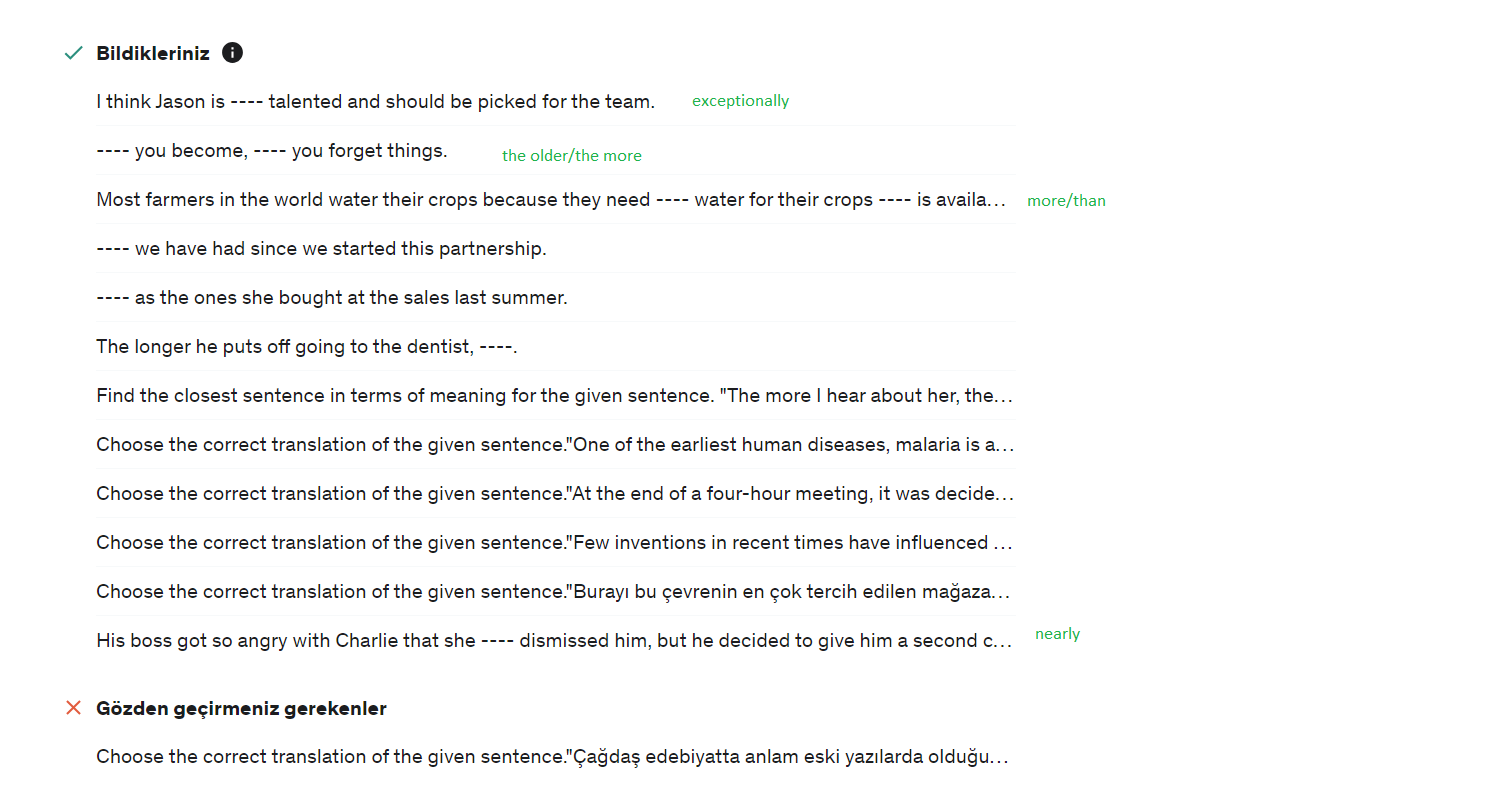 Bildikleriniz
I think Jason is ---- talented and should be picked for the team. exceptionally
---- you become, ---- you forget things. the older/the more
Most farmers in the world water their crops because they need ---- water for their crops ---- is availa... more/than
---- we have had since we started this partnership.
---- as the ones she bought at the sales last summer.
The longer he puts off going to the dentist, ----.
Find the closest sentence in terms of meaning for the given sentence. "The more I hear about her, the...
Choose the correct translation of the given sentence."One of the earliest human diseases, malaria is a...
Choose the correct translation of the given sentence."At the end of a four-hour meeting, it was decide...
Choose the correct translation of the given sentence."Few inventions in recent times have influenced ...
Choose the correct translation of the given sentence."Burayı bu çevrenin en çok tercih edilen mağaza...
His boss got so angry with Charlie that she ---- dismissed him, but he decided to give him a second c... nearly
Gözden geçirmeniz gerekenler
Choose the correct translation of the given sentence."Çağdaş edebiyatta anlam eski yazılarda olduğu...